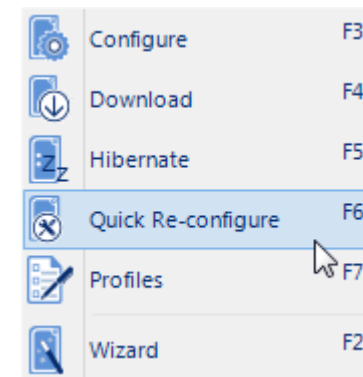 Configure F3
Download F4
Hibernate F5
Quick Re-configure F6
Profiles F7
Wizard F2